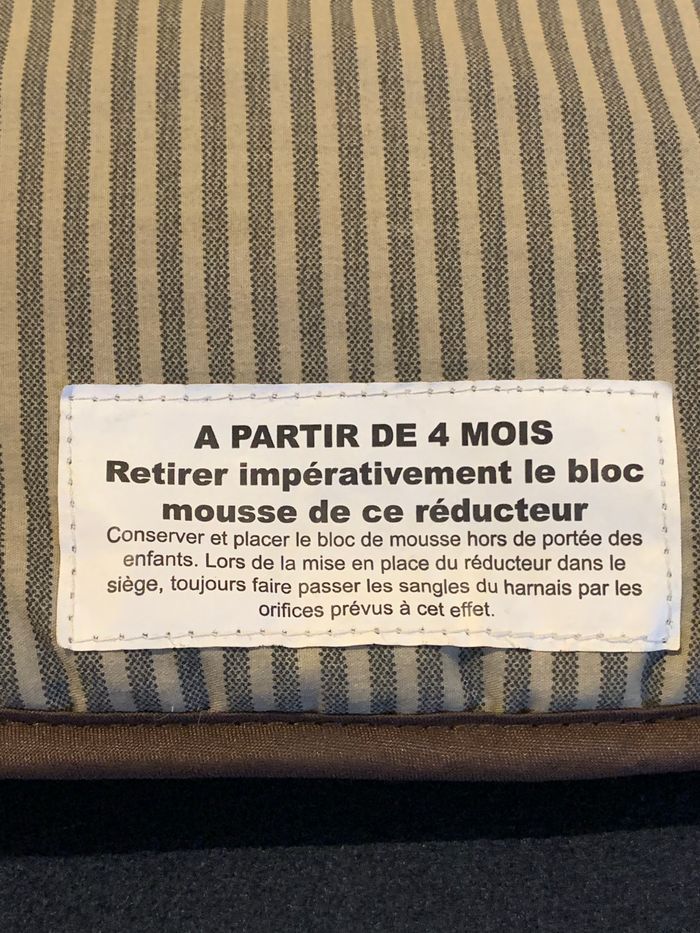 A PARTIR DE 4 MOIS
Retirer impérativement le bloc
mousse de ce réducteur
Conserver et placer le bloc de mousse hors de portée des
enfants. Lors de la mise en place du réducteur dans le
siège, toujours faire passer les sangles du harnais par les
orifices prévus à cet effet.